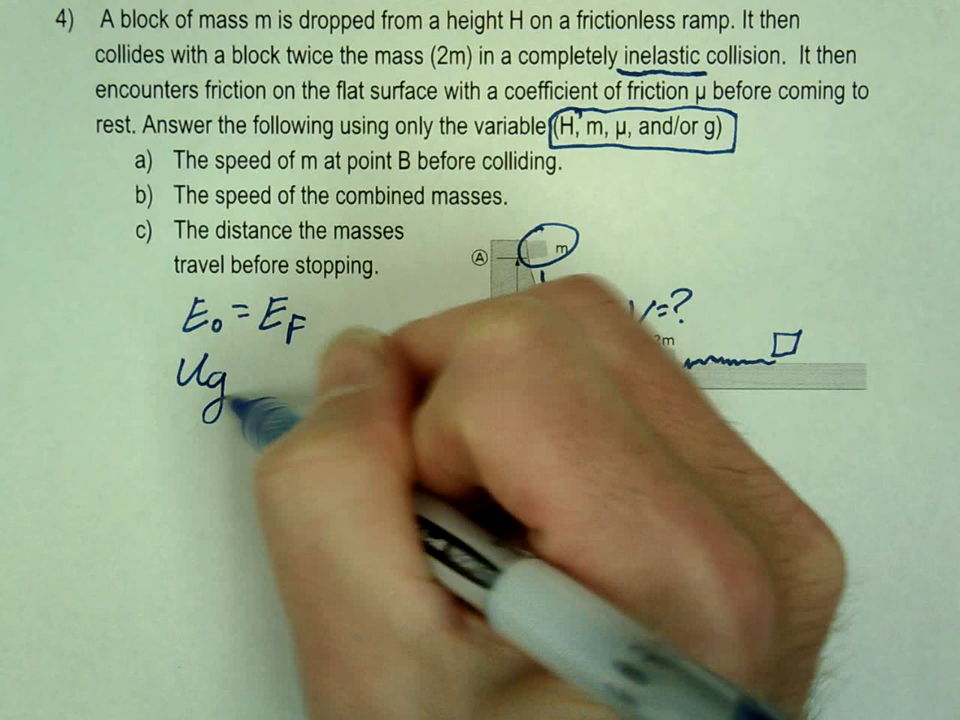 4) A block of mass m is dropped from a height H on a frictionless ramp. It then
collides with a block twice the mass (2m) in a completely inelastic collision. It then
encounters friction on the flat surface with a coefficient of friction μ before coming to
rest. Answer the following using only the variable (H, m, μ, and/or g)
a) The speed of m at point B before colliding.
b) The speed of the combined masses.
c) The distance the masses
travel before stopping.
A m
E₀ = E_F V=?
2m
Ug